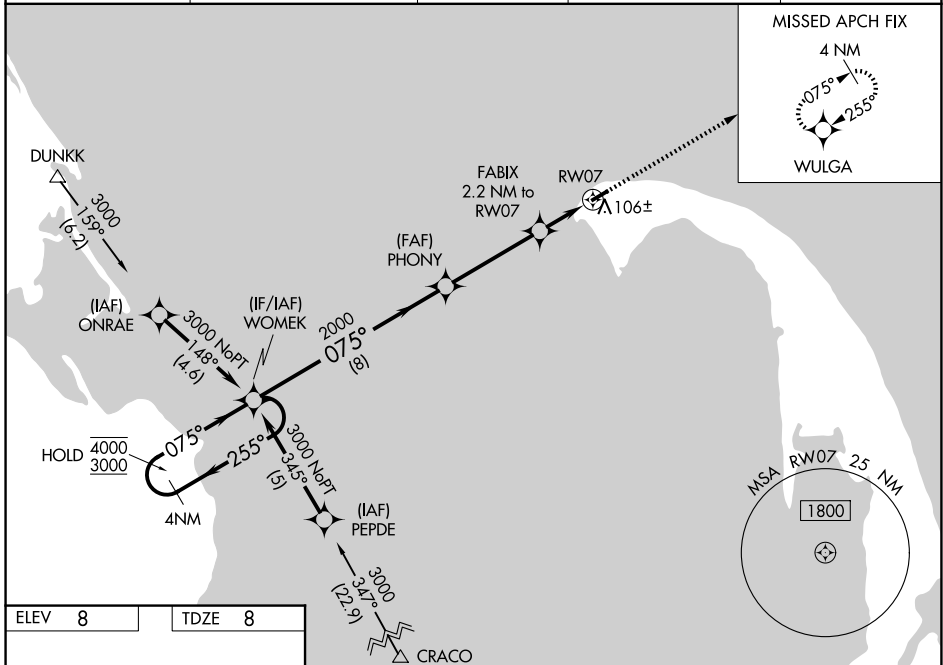 MISSED APCH FIX
4 NM
075°
255°
WULGA
DUNKK
3000
159°
(6.2)
(IAF)
ONRAE
3000 NoPT
148°
(4.6)
(IF/IAF)
WOMEK
2000
075°
(8)
(FAF)
PHONY
FABIX
2.2 NM to
RW07
RW07
106±
HOLD
4000
3000
075°
255°
4NM
3000 NoPT
345°
(5)
(IAF)
PEPDE
3000
347°
(22.9)
CRACO
MSA RW07 25 NM
1800
ELEV 8
TDZE 8